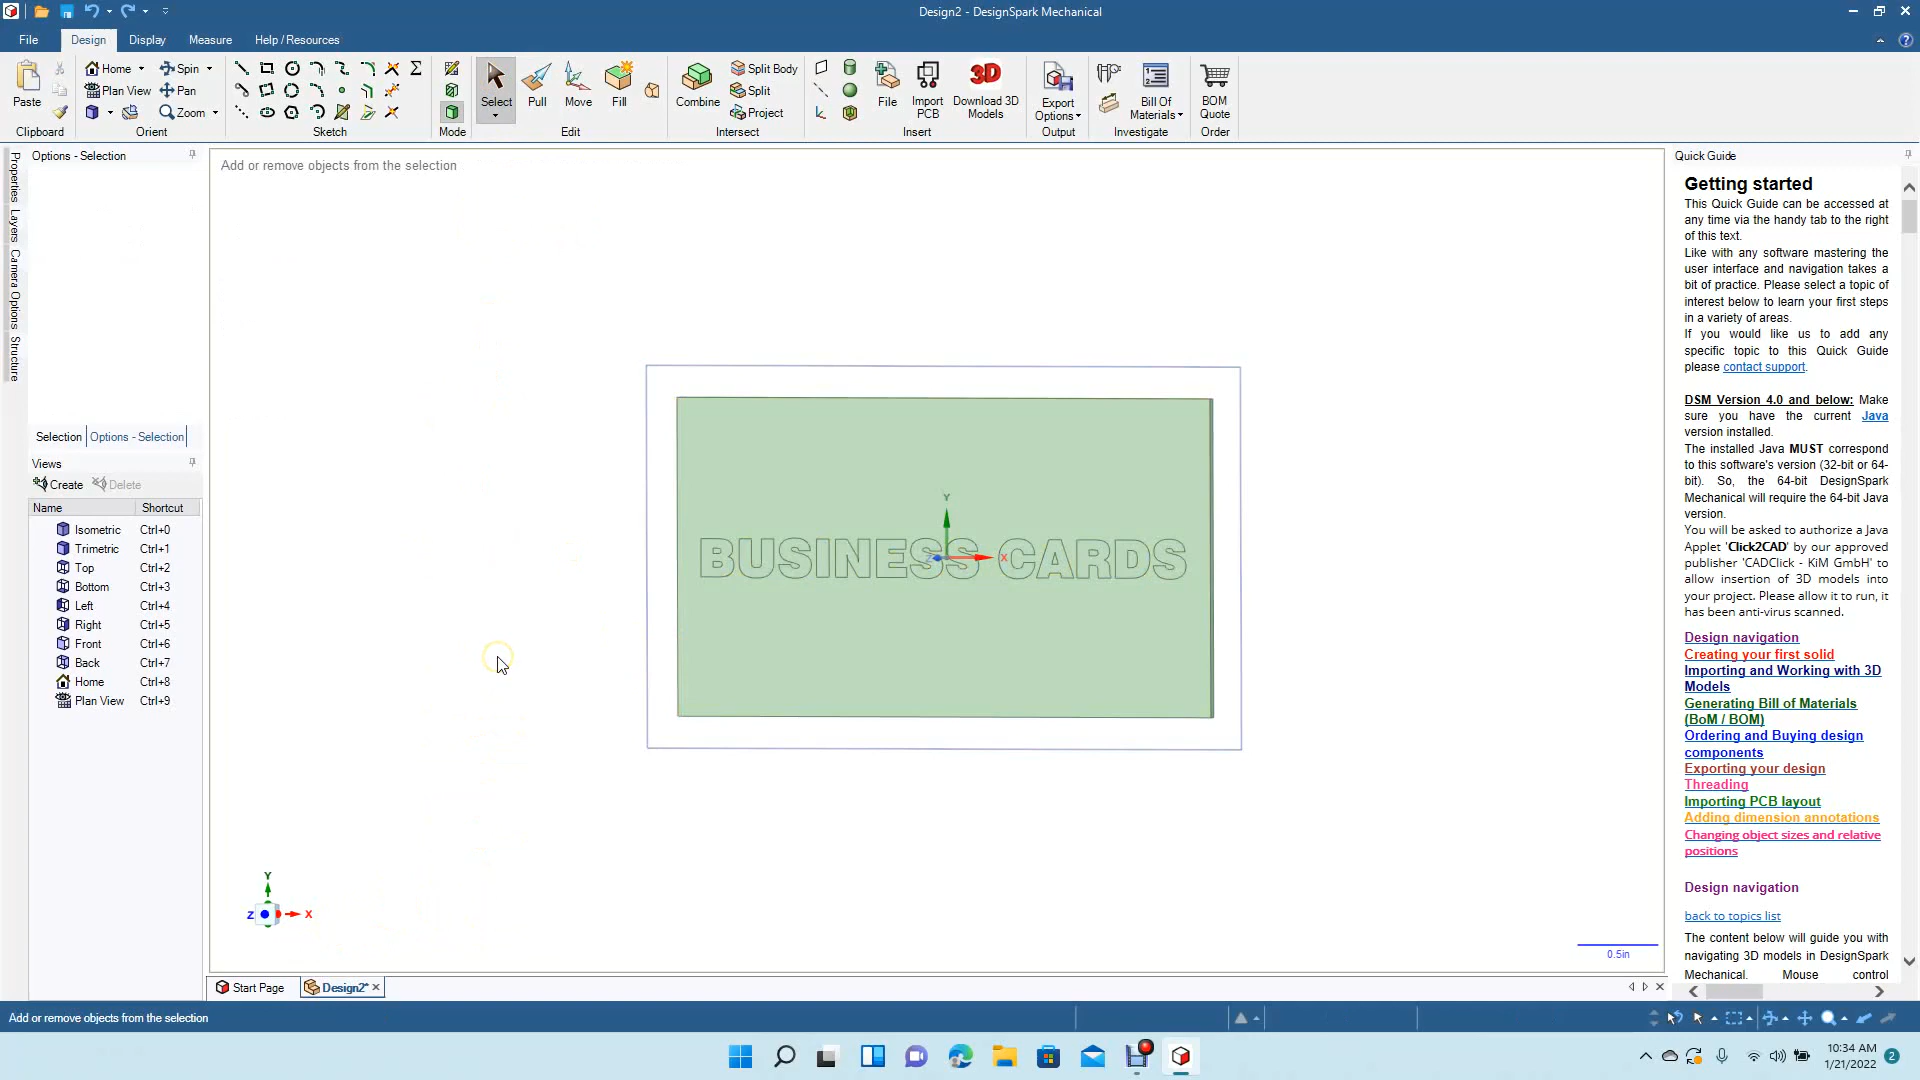 Design2 - DesignSpark Mechanical
File Design Display Measure Help / Resources
Paste
Home Spin
Plan View Pan
Zoom
Select Pull Move Fill
Combine
Split Body
Split
Project
File Import PCB Download 3D Models
Export Options
Bill Of Materials
BOM Quote
Clipboard Orient Sketch Mode Edit Intersect Insert Output Investigate Order
Properties
Layers
Camera Options
Structure
Options - Selection
Add or remove objects from the selection
Selection Options - Selection
Views
Create Delete
Name Shortcut
Isometric Ctrl+0
Trimetric Ctrl+1
Top Ctrl+2
Bottom Ctrl+3
Left Ctrl+4
Right Ctrl+5
Front Ctrl+6
Back Ctrl+7
Home Ctrl+8
Plan View Ctrl+9
Y
BUSINESS CARDS
Z X
Y
Z X
0.5in
Quick Guide
Getting started
This Quick Guide can be accessed at
any time via the handy tab to the right
of this text.
Like with any software mastering the
user interface and navigation takes a
bit of practice. Please select a topic of
interest below to learn your first steps
in a variety of areas.
If you would like us to add any
specific topic to this Quick Guide
please contact support.
DSM Version 4.0 and below: Make
sure you have the current Java
version installed.
The installed Java MUST correspond
to this software's version (32-bit or 64-
bit). So, the 64-bit DesignSpark
Mechanical will require the 64-bit Java
version.
You will be asked to authorize a Java
Applet 'Click2CAD' by our approved
publisher 'CADClick - KiM GmbH' to
allow insertion of 3D models into
your project. Please allow it to run, it
has been anti-virus scanned.
Design navigation
Creating your first solid
Importing and Working with 3D
Models
Generating Bill of Materials
(BoM / BOM)
Ordering and Buying design
components
Exporting your design
Threading
Importing PCB layout
Adding dimension annotations
Changing object sizes and relative
positions
Design navigation
back to topics list
The content below will guide you with
navigating 3D models in DesignSpark
Mechanical. Mouse control
Start Page Design2*
Add or remove objects from the selection
10:34 AM
1/21/2022
2